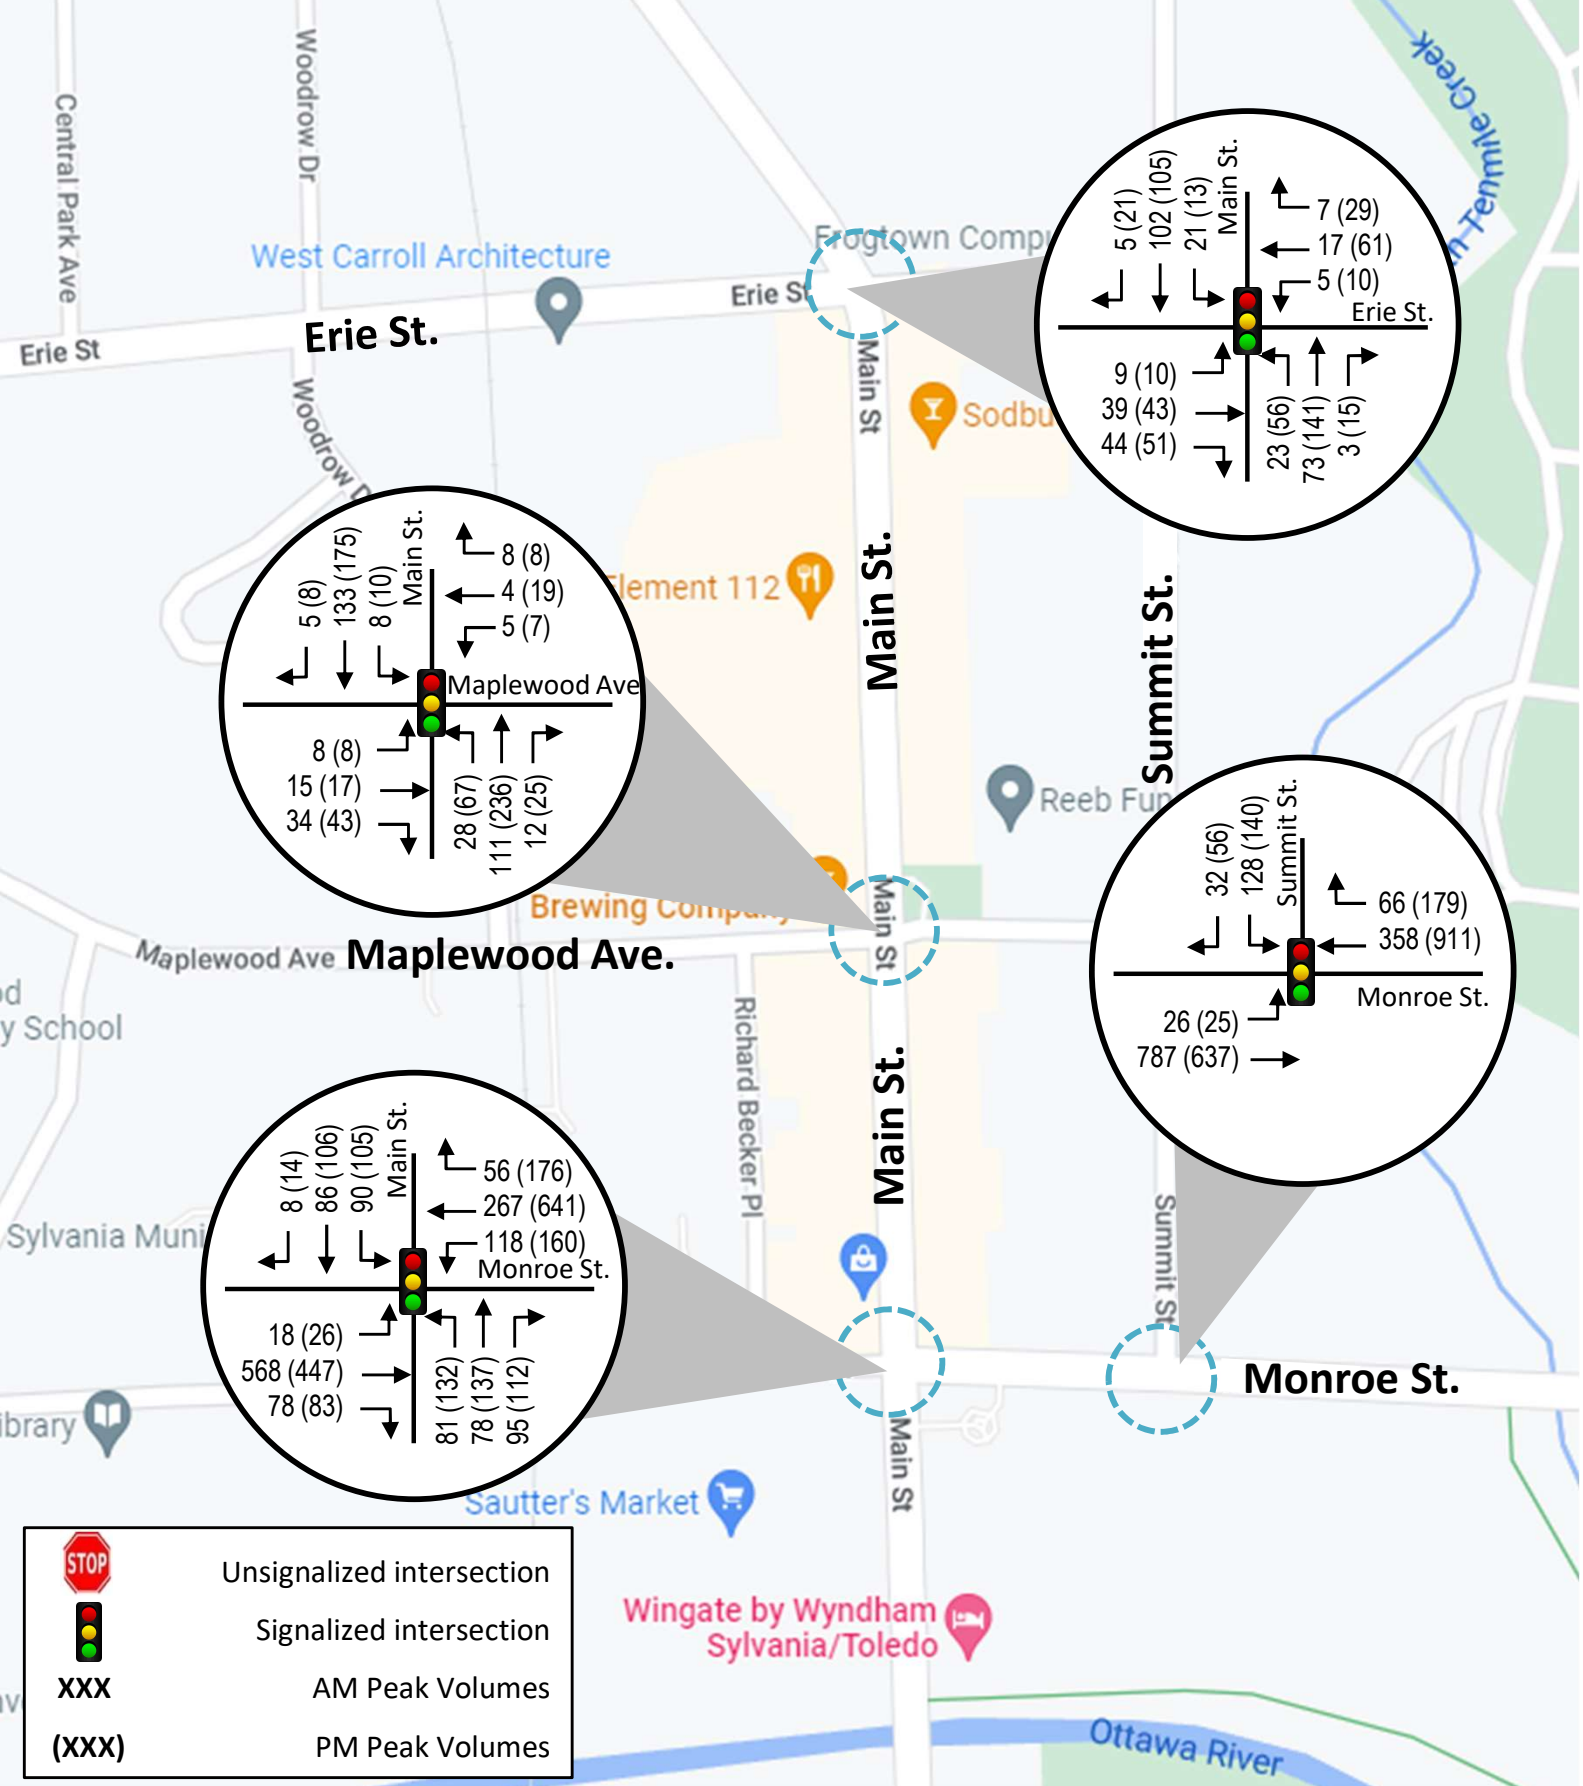 Woodrow Dr
Central Park Ave
Tenmile Creek
West Carroll Architecture
Frogtown Compu
Erie St
Erie St.
Erie St
Main St
Woodrow D
Sodbu
5 (21)
102 (105)
21 (13)
Main St.
7 (29)
17 (61)
5 (10)
Erie St.
9 (10)
39 (43)
44 (51)
23 (56)
73 (141)
3 (15)
5 (8)
133 (175)
8 (10)
Main St.
8 (8)
4 (19)
5 (7)
Maplewood Ave
8 (8)
15 (17)
34 (43)
28 (67)
111 (236)
12 (25)
lement 112
Main St.
Summit St.
Reeb Fun
Main St
Brewing Company
Maplewood Ave
Maplewood Ave.
32 (56)
128 (140)
Summit St.
66 (179)
358 (911)
Monroe St.
26 (25)
787 (637)
y School
Richard Becker Pl
Main St.
Sylvania Muni
8 (14)
86 (106)
90 (105)
Main St.
56 (176)
267 (641)
118 (160)
Monroe St.
18 (26)
568 (447)
78 (83)
81 (132)
78 (137)
95 (112)
Summit St
Monroe St.
ibrary
Main St
Sautter's Market
STOP
Unsignalized intersection
Signalized intersection
XXX AM Peak Volumes
(XXX) PM Peak Volumes
Wingate by Wyndham
Sylvania/Toledo
Ottawa River